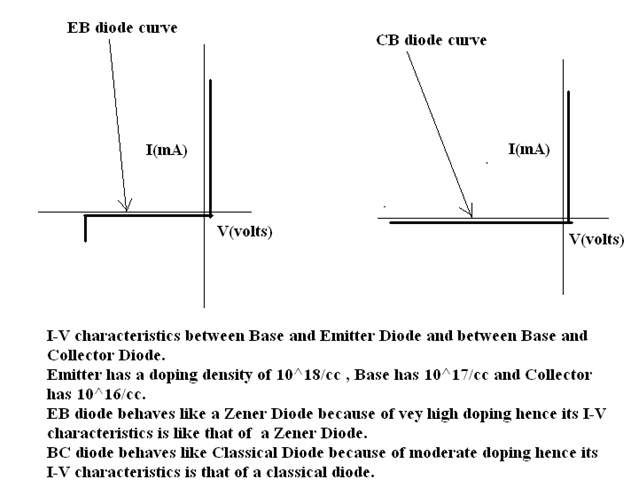 EB diode curve
CB diode curve
I(mA)
I(mA)
V(volts)
V(volts)
I-V characteristics between Base and Emitter Diode and between Base and
Collector Diode.
Emitter has a doping density of 10^18/cc , Base has 10^17/cc and Collector
has 10^16/cc.
EB diode behaves like a Zener Diode because of vey high doping hence its I-V
characteristics is like that of a Zener Diode.
BC diode behaves like Classical Diode because of moderate doping hence its
I-V characteristics is that of a classical diode.